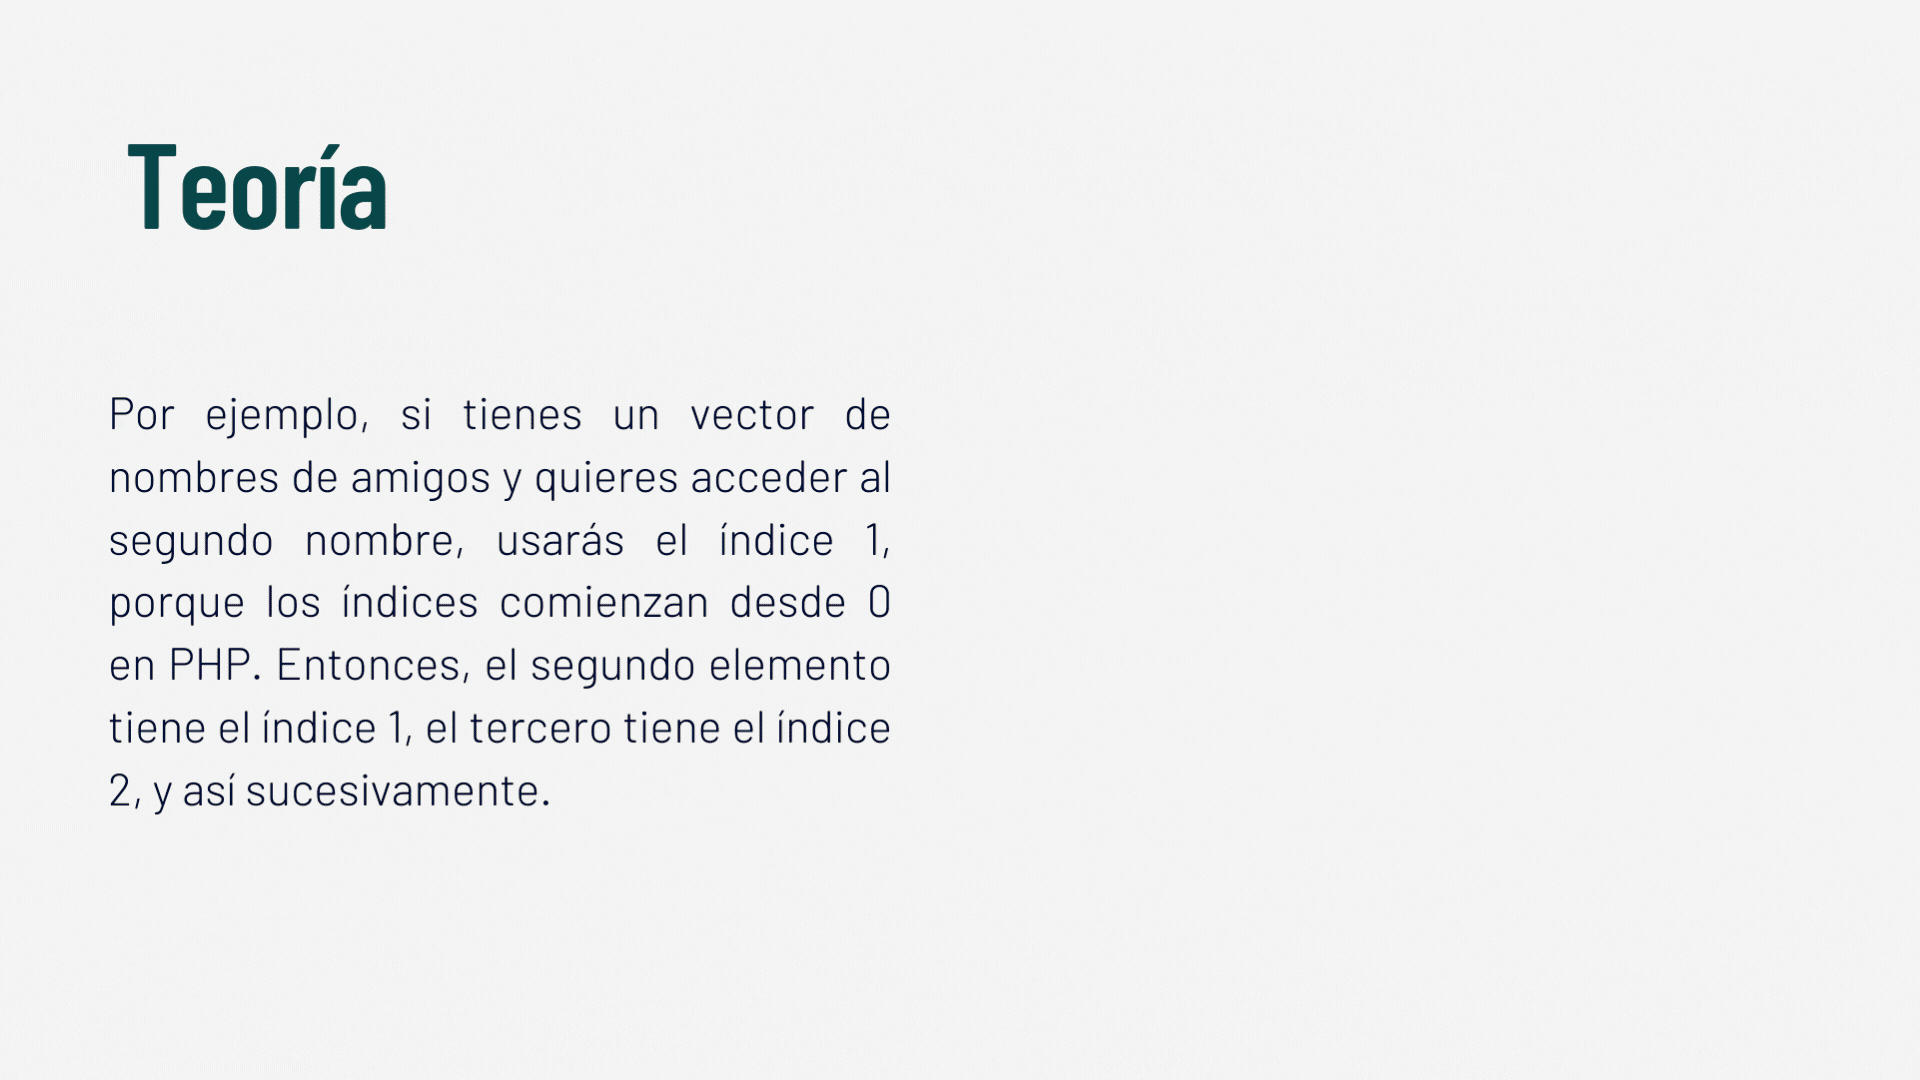 Teoría
Por ejemplo, si tienes un vector de
nombres de amigos y quieres acceder al
segundo nombre, usarás el índice 1,
porque los índices comienzan desde 0
en PHP. Entonces, el segundo elemento
tiene el índice 1, el tercero tiene el índice
2, y así sucesivamente.